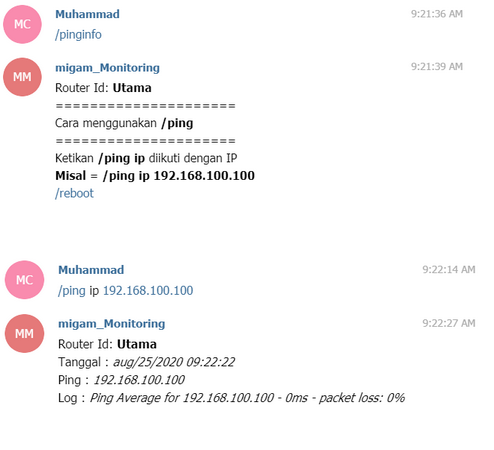 MC
Muhammad 9:21:36 AM
/pinginfo
MM
migam_Monitoring 9:21:39 AM
Router Id: Utama
=====================
Cara menggunakan /ping
=====================
Ketikan /ping ip diikuti dengan IP
Misal = /ping ip 192.168.100.100
/reboot
MC
Muhammad 9:22:14 AM
/ping ip 192.168.100.100
MM
migam_Monitoring 9:22:27 AM
Router Id: Utama
Tanggal : aug/25/2020 09:22:22
Ping : 192.168.100.100
Log : Ping Average for 192.168.100.100 - 0ms - packet loss: 0%